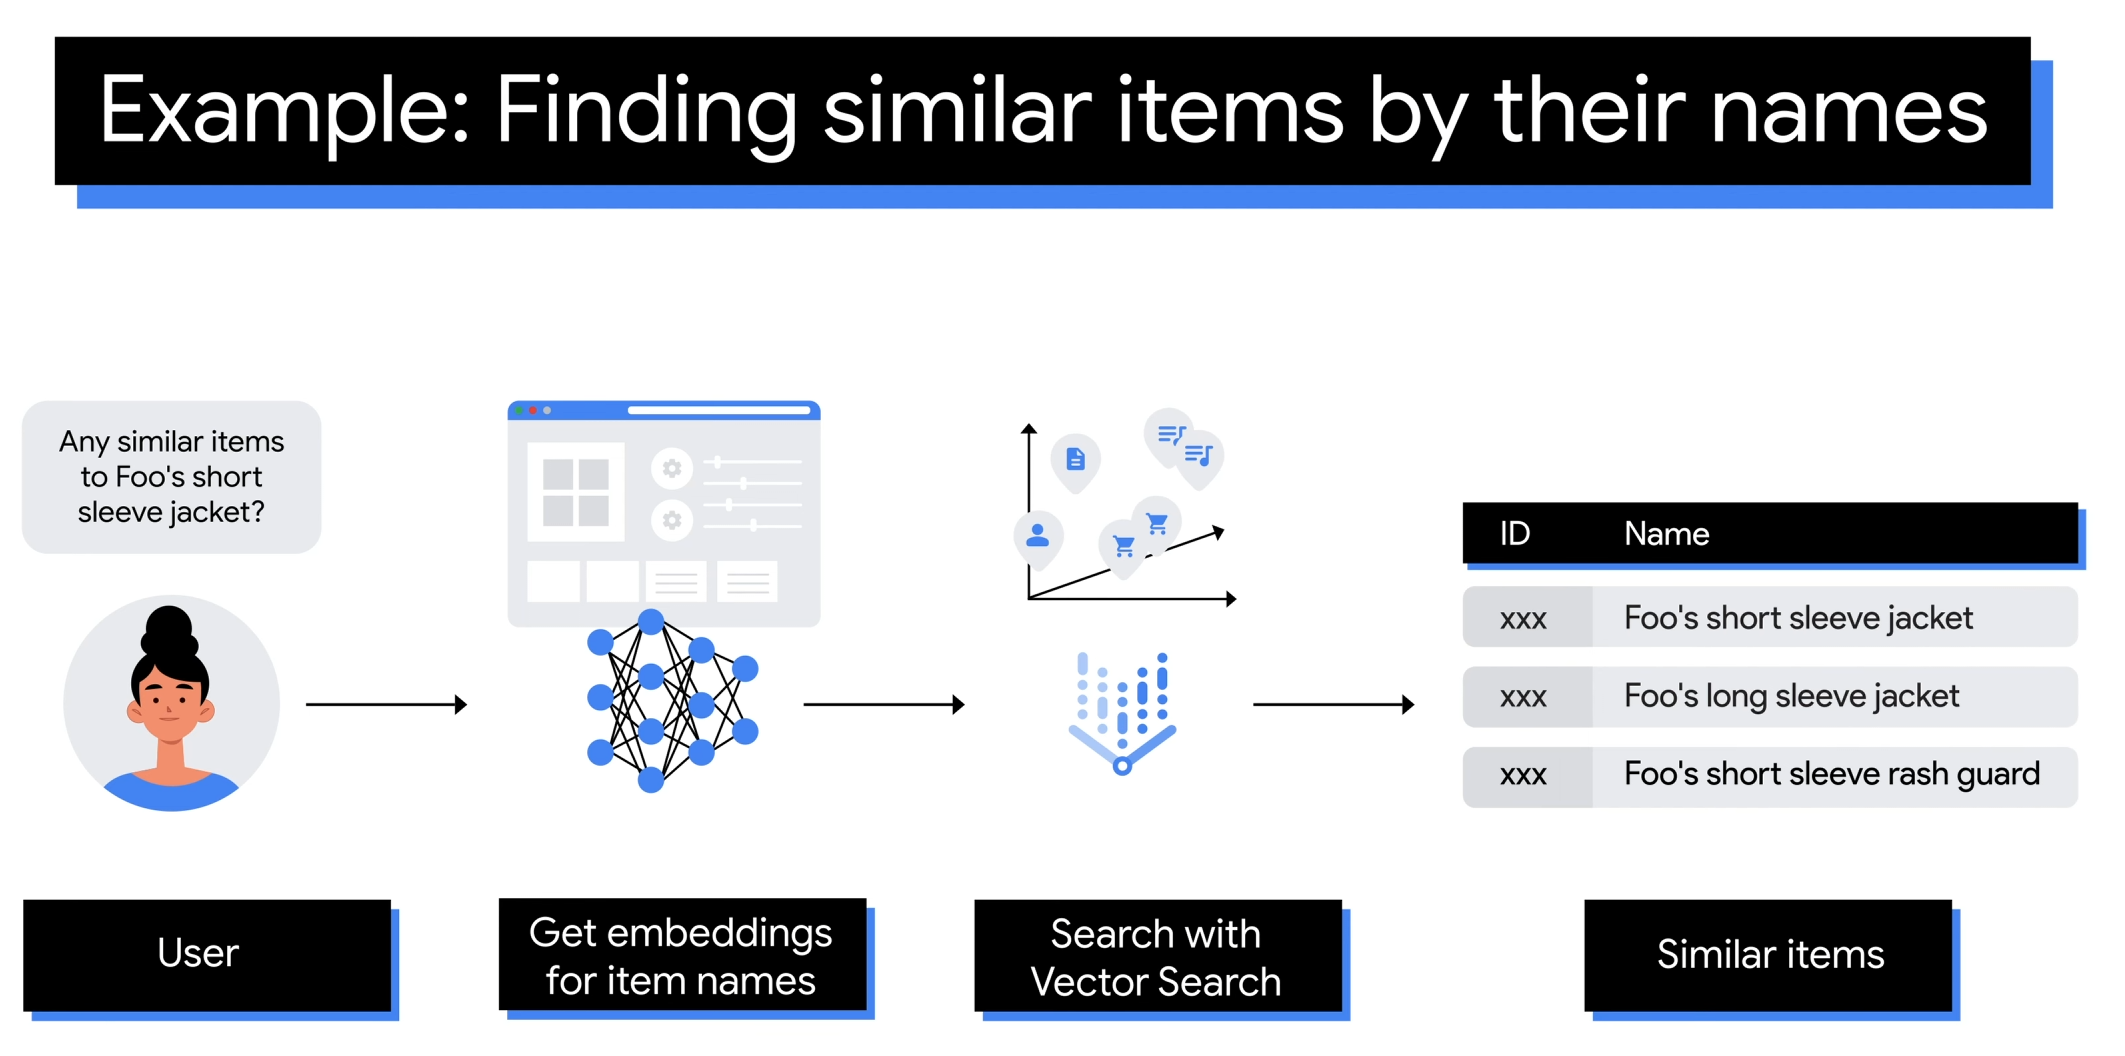 Example: Finding similar items by their names
Any similar items
to Foo's short
sleeve jacket?
ID Name
xxx Foo's short sleeve jacket
xxx Foo's long sleeve jacket
xxx Foo's short sleeve rash guard
User
Get embeddings
for item names
Search with
Vector Search
Similar items